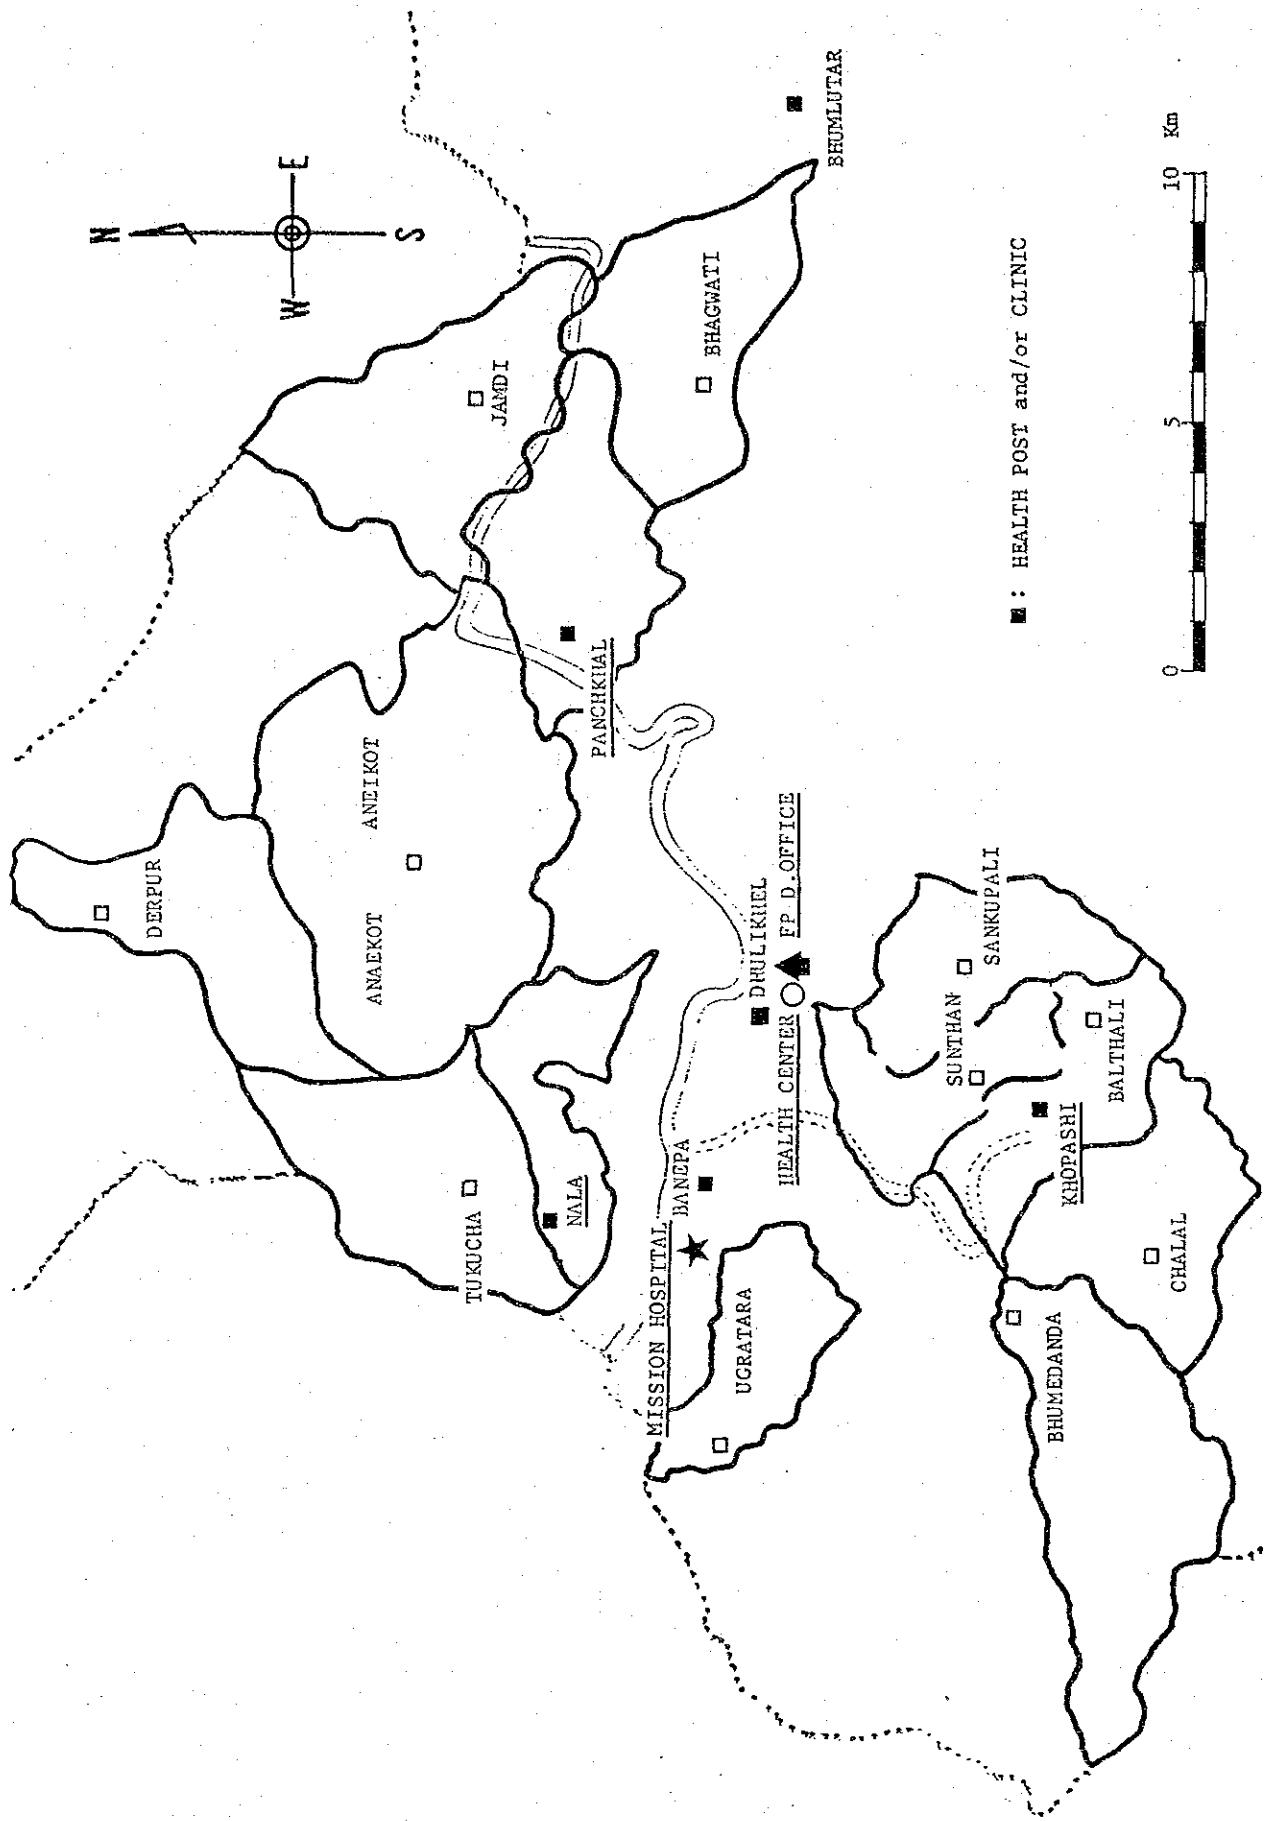 N
W
E
S
DERPUR
ANAEKOT
ANEIKOT
TUKUCHA
JAMDI
NALA
PANCHKHAL
BHAGWATI
BHUMLUTAR
MISSION HOSPITAL
BANEPA
UGRATARA
DHULIKHEL
HEALTH CENTER
FP D.OFFICE
SUNTHAN
SANKUPALI
BHUMEDANDA
KHOPASHI
BALTHALI
CHALAL
■ : HEALTH POST and/or CLINIC
0
5
10
Km